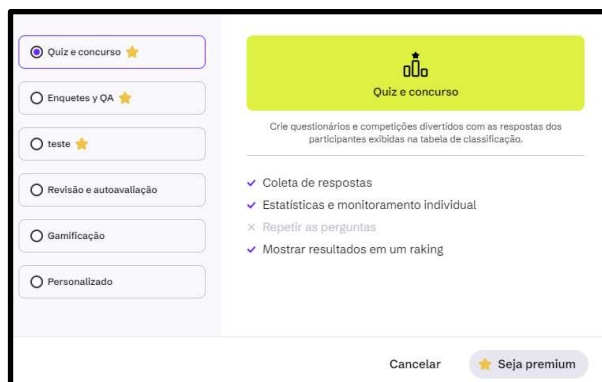 Quiz e concurso
Enquetes y QA
teste
Revisão e autoavaliação
Gamificação
Personalizado
Quiz e concurso
Crie questionários e competições divertidos com as respostas dos
participantes exibidas na tabela de classificação.
Coleta de respostas
Estatísticas e monitoramento individual
Repetir as perguntas
Mostrar resultados em um raking
Cancelar
Seja premium